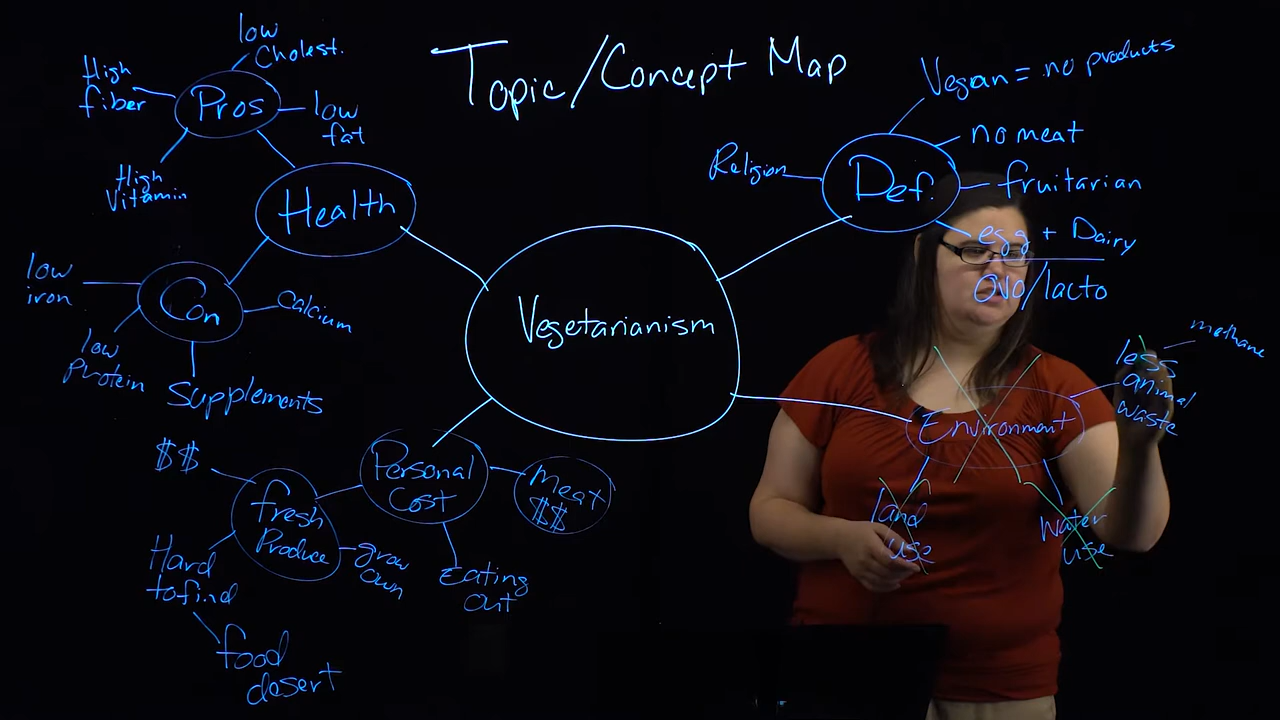 Topic/Concept Map
low
Cholest.
High
fiber
Pros
low
fat
High
Vitamin
Health
low
iron
Con
Calcium
low
Protein
Supplements
Vegetarianism
Vegan = no products
no meat
Religion
Def.
fruitarian
egg + Dairy
Ovo/lacto
methane
less
animal
waste
Environment
land
use
water
use
Personal
Cost
Meat
$$
$$
fresh
Produce
grow
own
Eating
Out
Hard
to find
food
desert